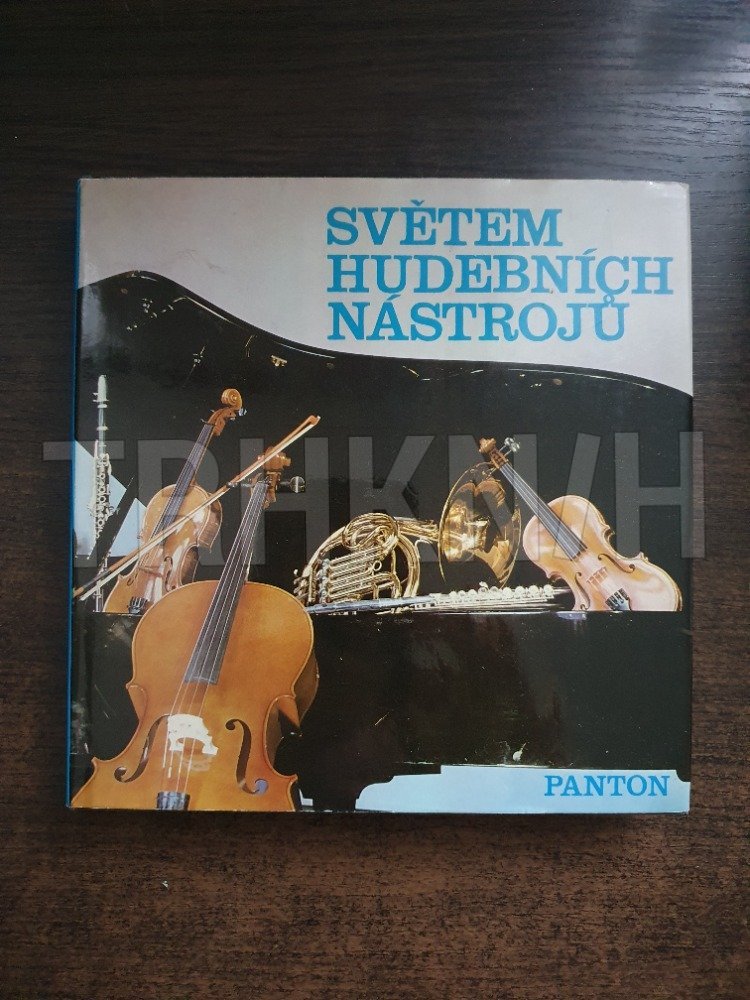 SVĚTEM
HUDEBNÍCH
NÁSTROJŮ
TRHKNIH
PANTON